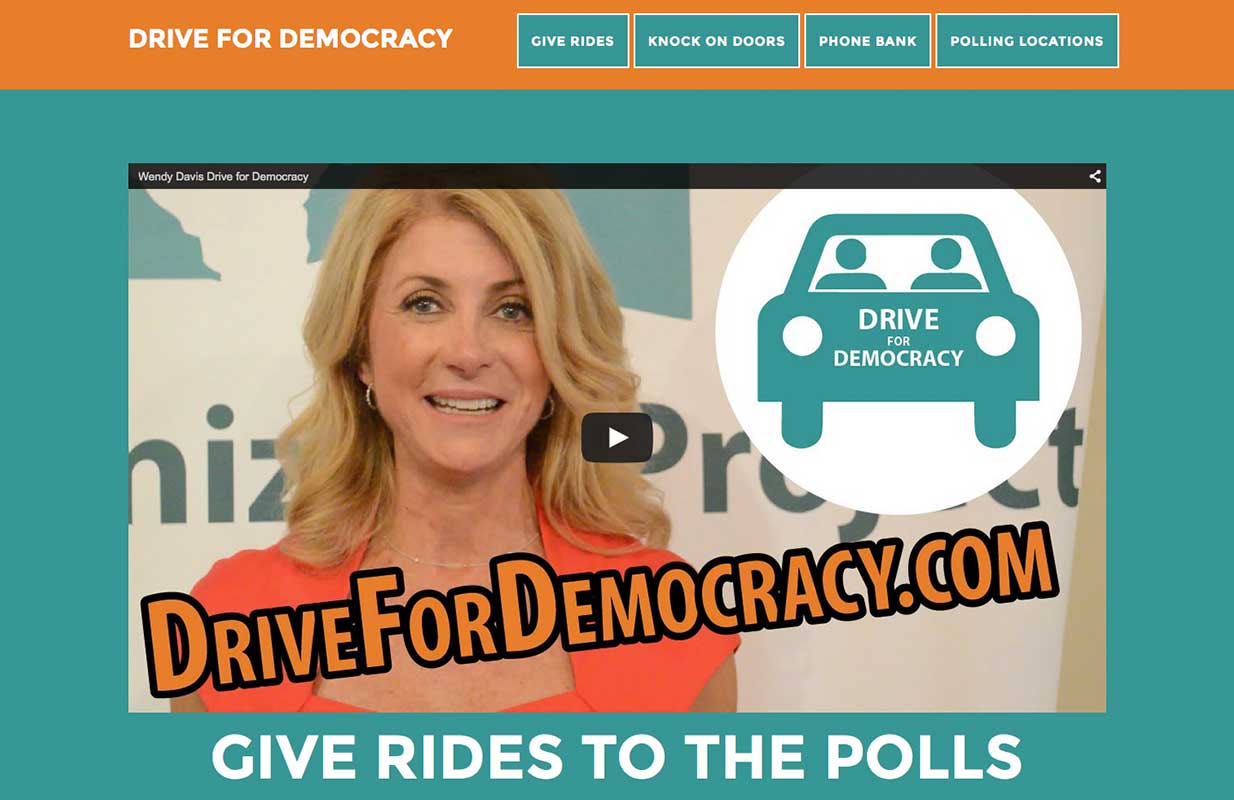 DRIVE FOR DEMOCRACY
GIVE RIDES
KNOCK ON DOORS
PHONE BANK
POLLING LOCATIONS
Wendy Davis Drive for Democracy
DRIVE
FOR
DEMOCRACY
niz Project
DRIVEFORDEMOCRACY.COM
GIVE RIDES TO THE POLLS